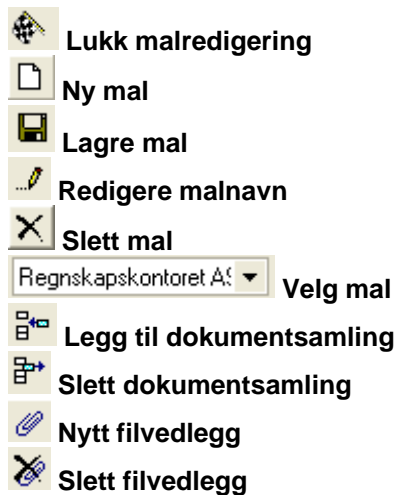 Lukk malredigering
Ny mal
Lagre mal
Redigere malnavn
Slett mal
Regnskapskontoret AS Velg mal
Legg til dokumentsamling
Slett dokumentsamling
Nytt filvedlegg
Slett filvedlegg